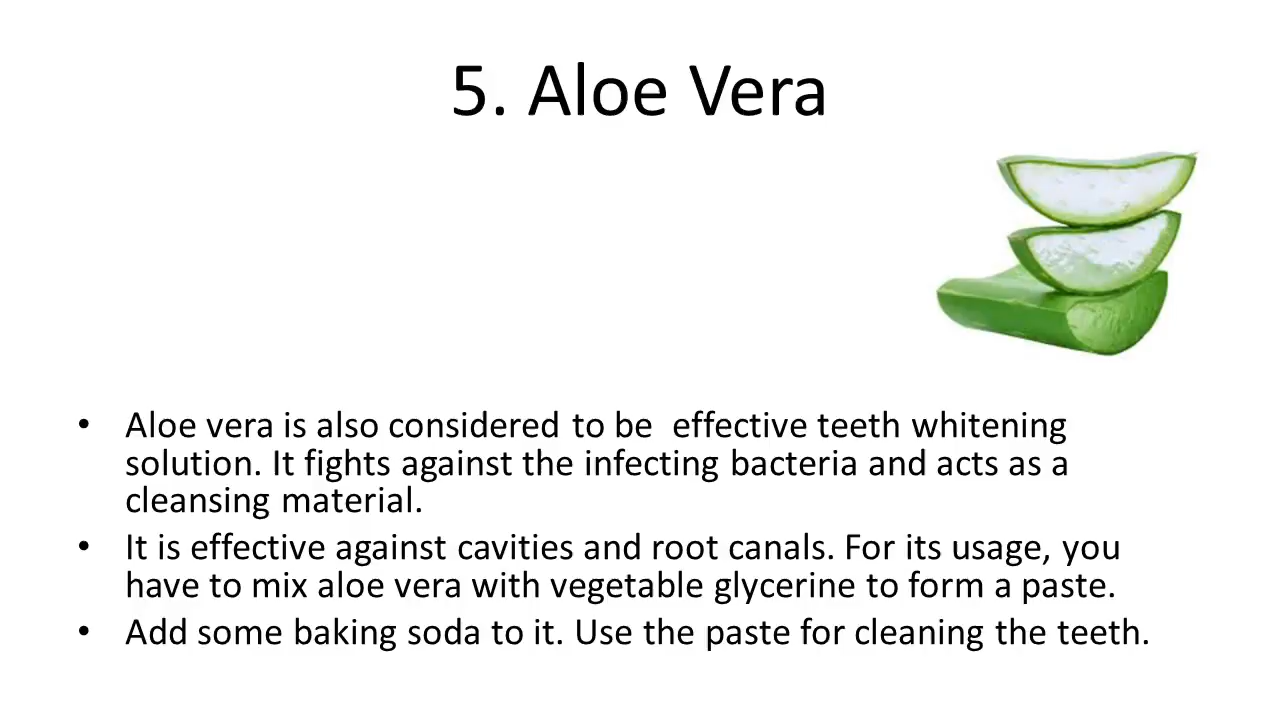 5. Aloe Vera
• Aloe vera is also considered to be  effective teeth whitening
solution. It fights against the infecting bacteria and acts as a
cleansing material.
• It is effective against cavities and root canals. For its usage, you
have to mix aloe vera with vegetable glycerine to form a paste.
• Add some baking soda to it. Use the paste for cleaning the teeth.